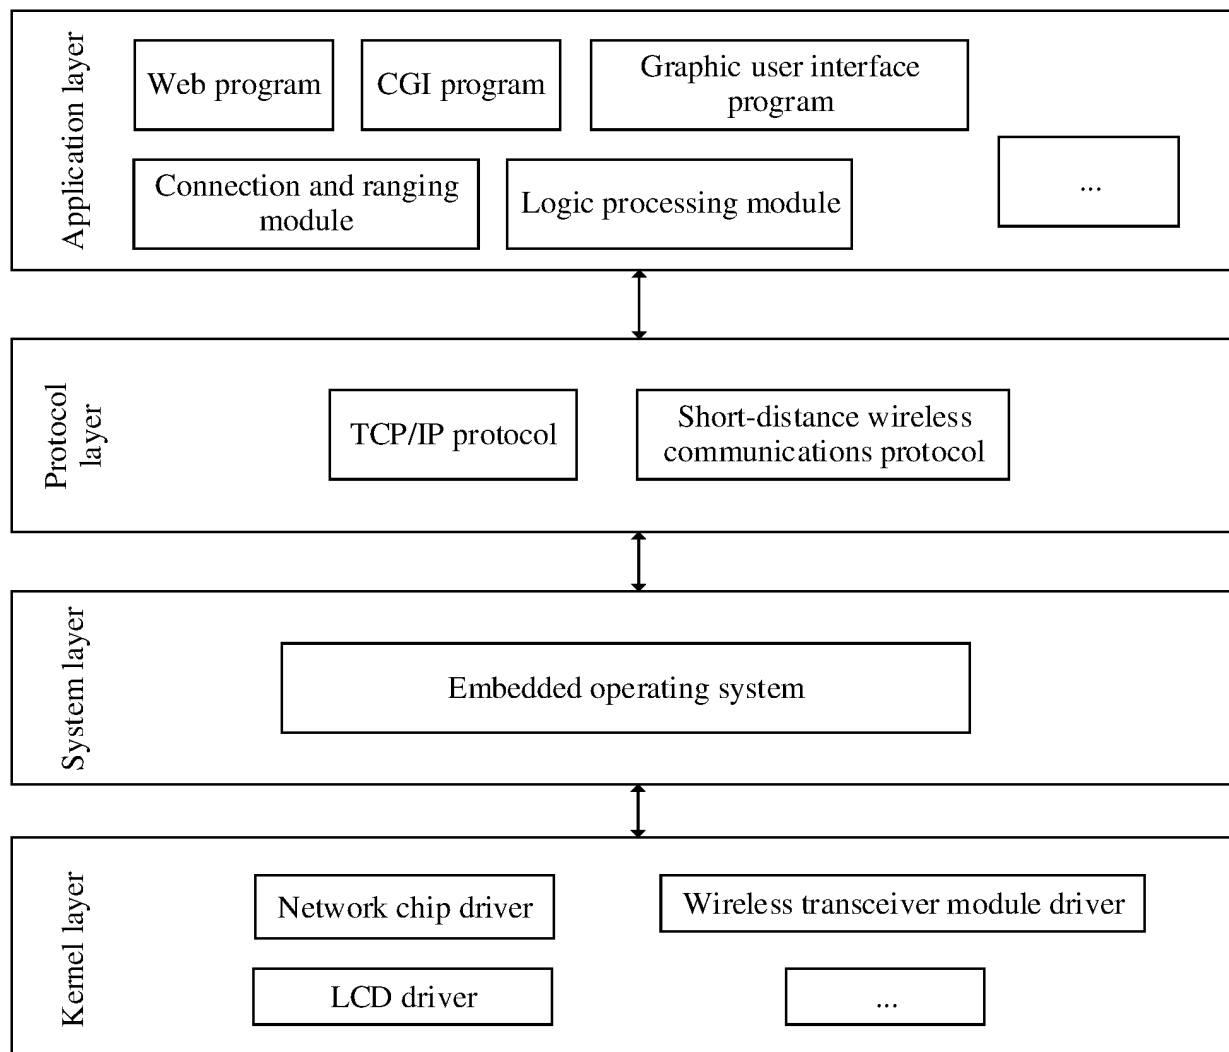 Application layer
Web program
CGI program
Graphic user interface
program
Connection and ranging
module
Logic processing module
...
Protocol
layer
TCP/IP protocol
Short-distance wireless
communications protocol
System layer
Embedded operating system
Kernel layer
Network chip driver
Wireless transceiver module driver
LCD driver
...